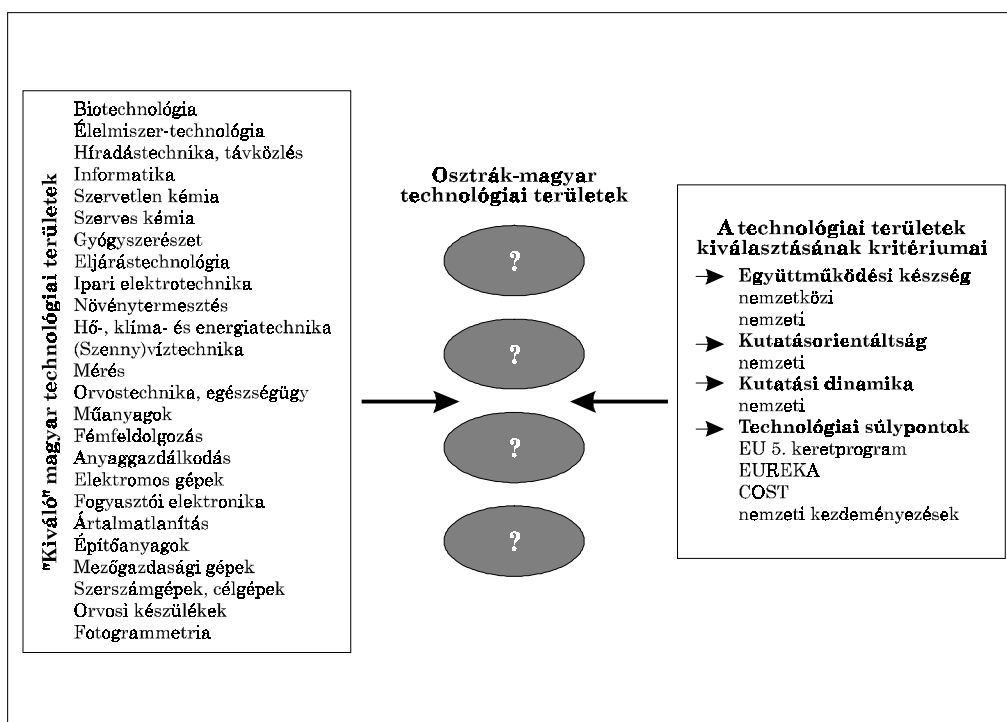 "Kiváló" magyar technológiai területek
Biotechnológia
Élelmiszer-technológia
Híradástechnika, távközlés
Informatika
Szervetlen kémia
Szerves kémia
Gyógyszerészet
Eljárástechnológia
Ipari elektrotechnika
Növénytermesztés
Hő-, klíma- és energiatechnika
(Szenny)víztechnika
Mérés
Orvostechnika, egészségügy
Műanyagok
Fémfeldolgozás
Anyaggazdálkodás
Elektromos gépek
Fogyasztói elektronika
Ártalmatlanítás
Építőanyagok
Mezőgazdasági gépek
Szerszámgépek, célgépek
Orvosi készülékek
Fotogrammetria
Osztrák-magyar
technológiai területek
?
?
?
?
A technológiai területek
kiválasztásának kritériumai
Együttműködési készség
nemzetközi
nemzeti
Kutatásorientáltság
nemzeti
Kutatási dinamika
nemzeti
Technológiai súlypontok
EU 5. keretprogram
EUREKA
COST
nemzeti kezdeményezések